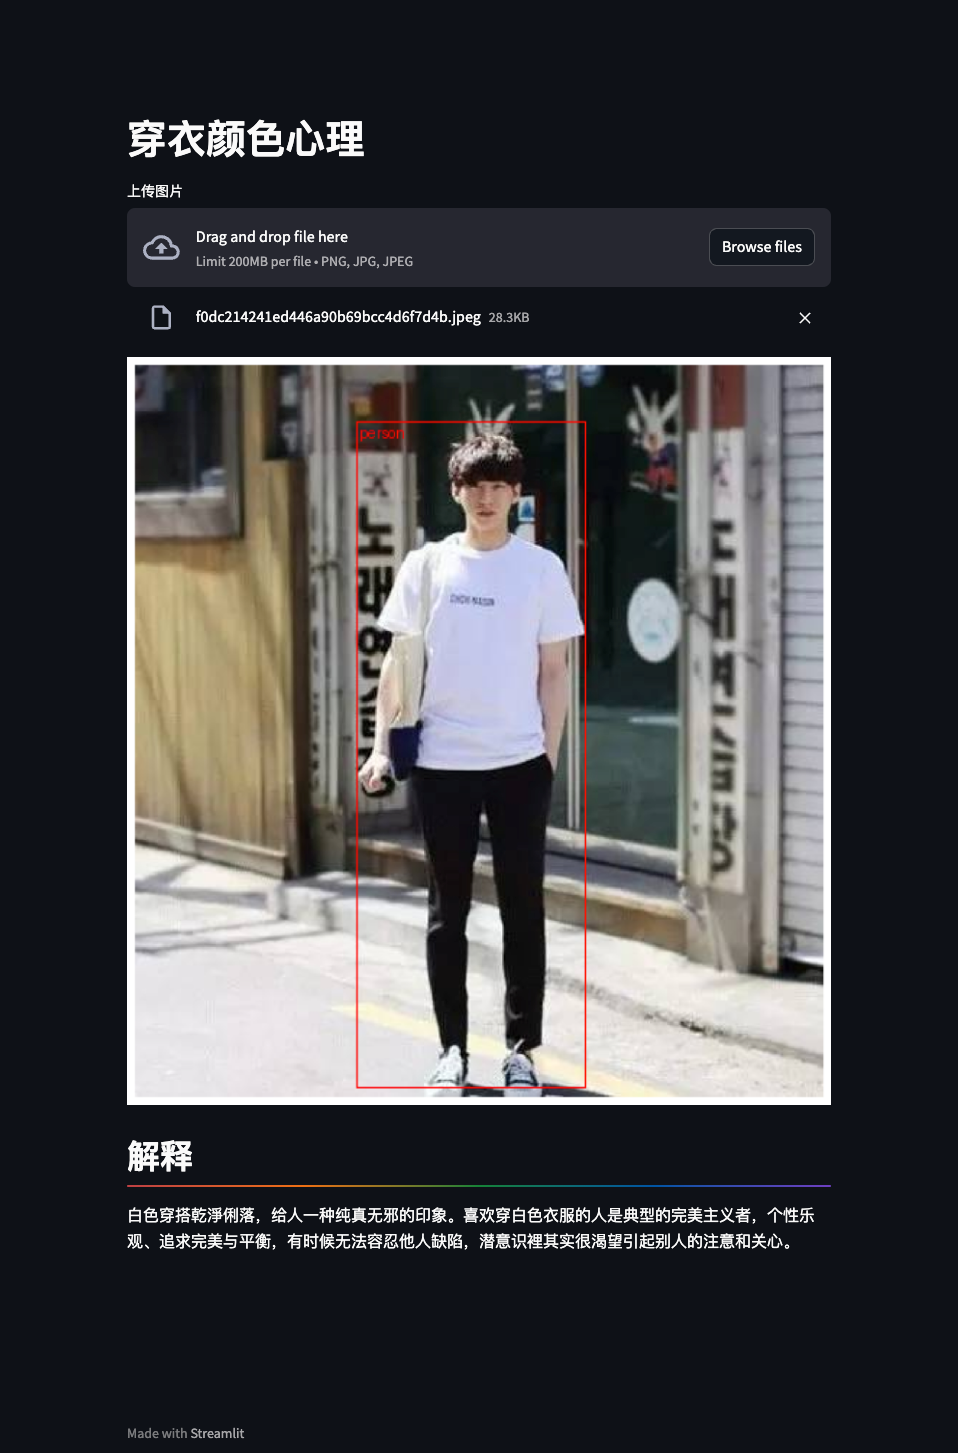 穿衣颜色心理
上传图片
Drag and drop file here
Limit 200MB per file • PNG, JPG, JPEG
Browse files
f0dc214241ed446a90b69bcc4d6f7d4b.jpeg 28.3KB
person
解释
白色穿搭乾淨俐落，给人一种纯真无邪的印象。喜欢穿白色衣服的人是典型的完美主义者，个性乐
观、追求完美与平衡，有时候无法容忍他人缺陷，潜意识裡其实很渴望引起别人的注意和关心。
Made with Streamlit